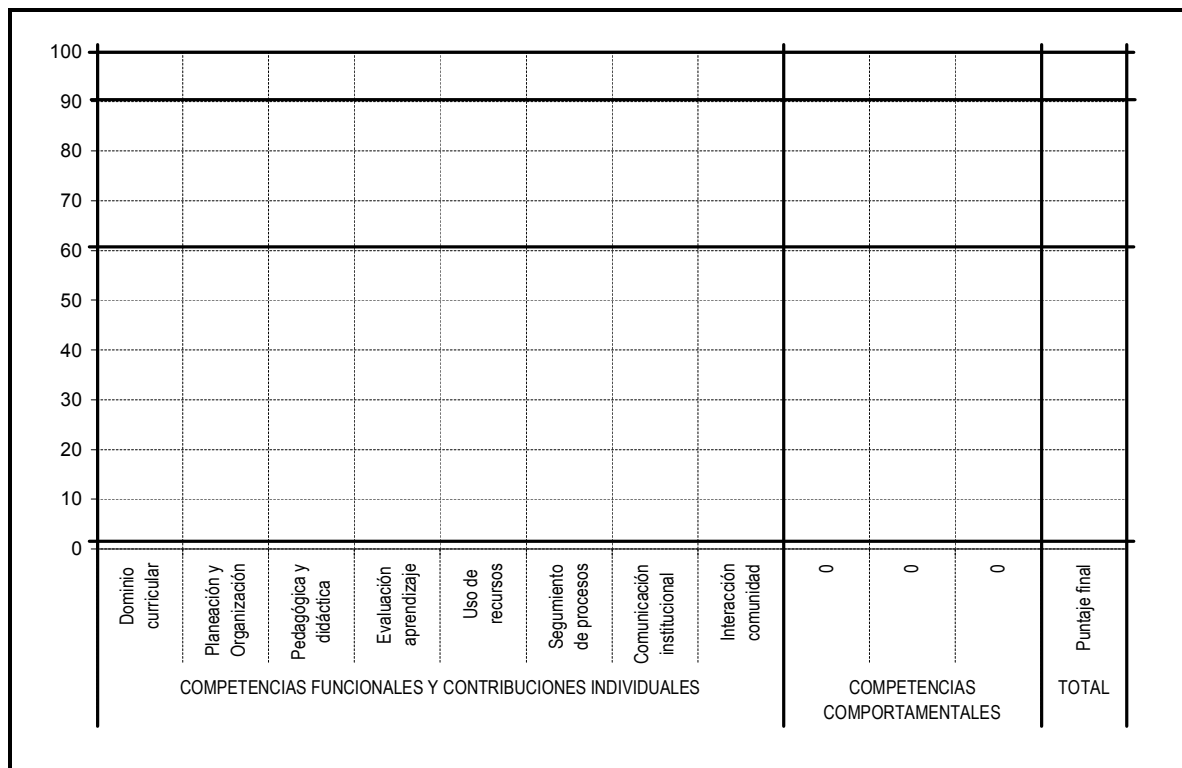 100
90
80
70
60
50
40
30
20
10
0
Dominio
curricular
Planeación y
Organización
Pedagógica y
didáctica
Evaluación
aprendizaje
Uso de
recursos
Segumiento
de procesos
Comunicación
institucional
Interacción
comunidad
0
0
0
Puntaje final
COMPETENCIAS FUNCIONALES Y CONTRIBUCIONES INDIVIDUALES
COMPETENCIAS
COMPORTAMENTALES
TOTAL